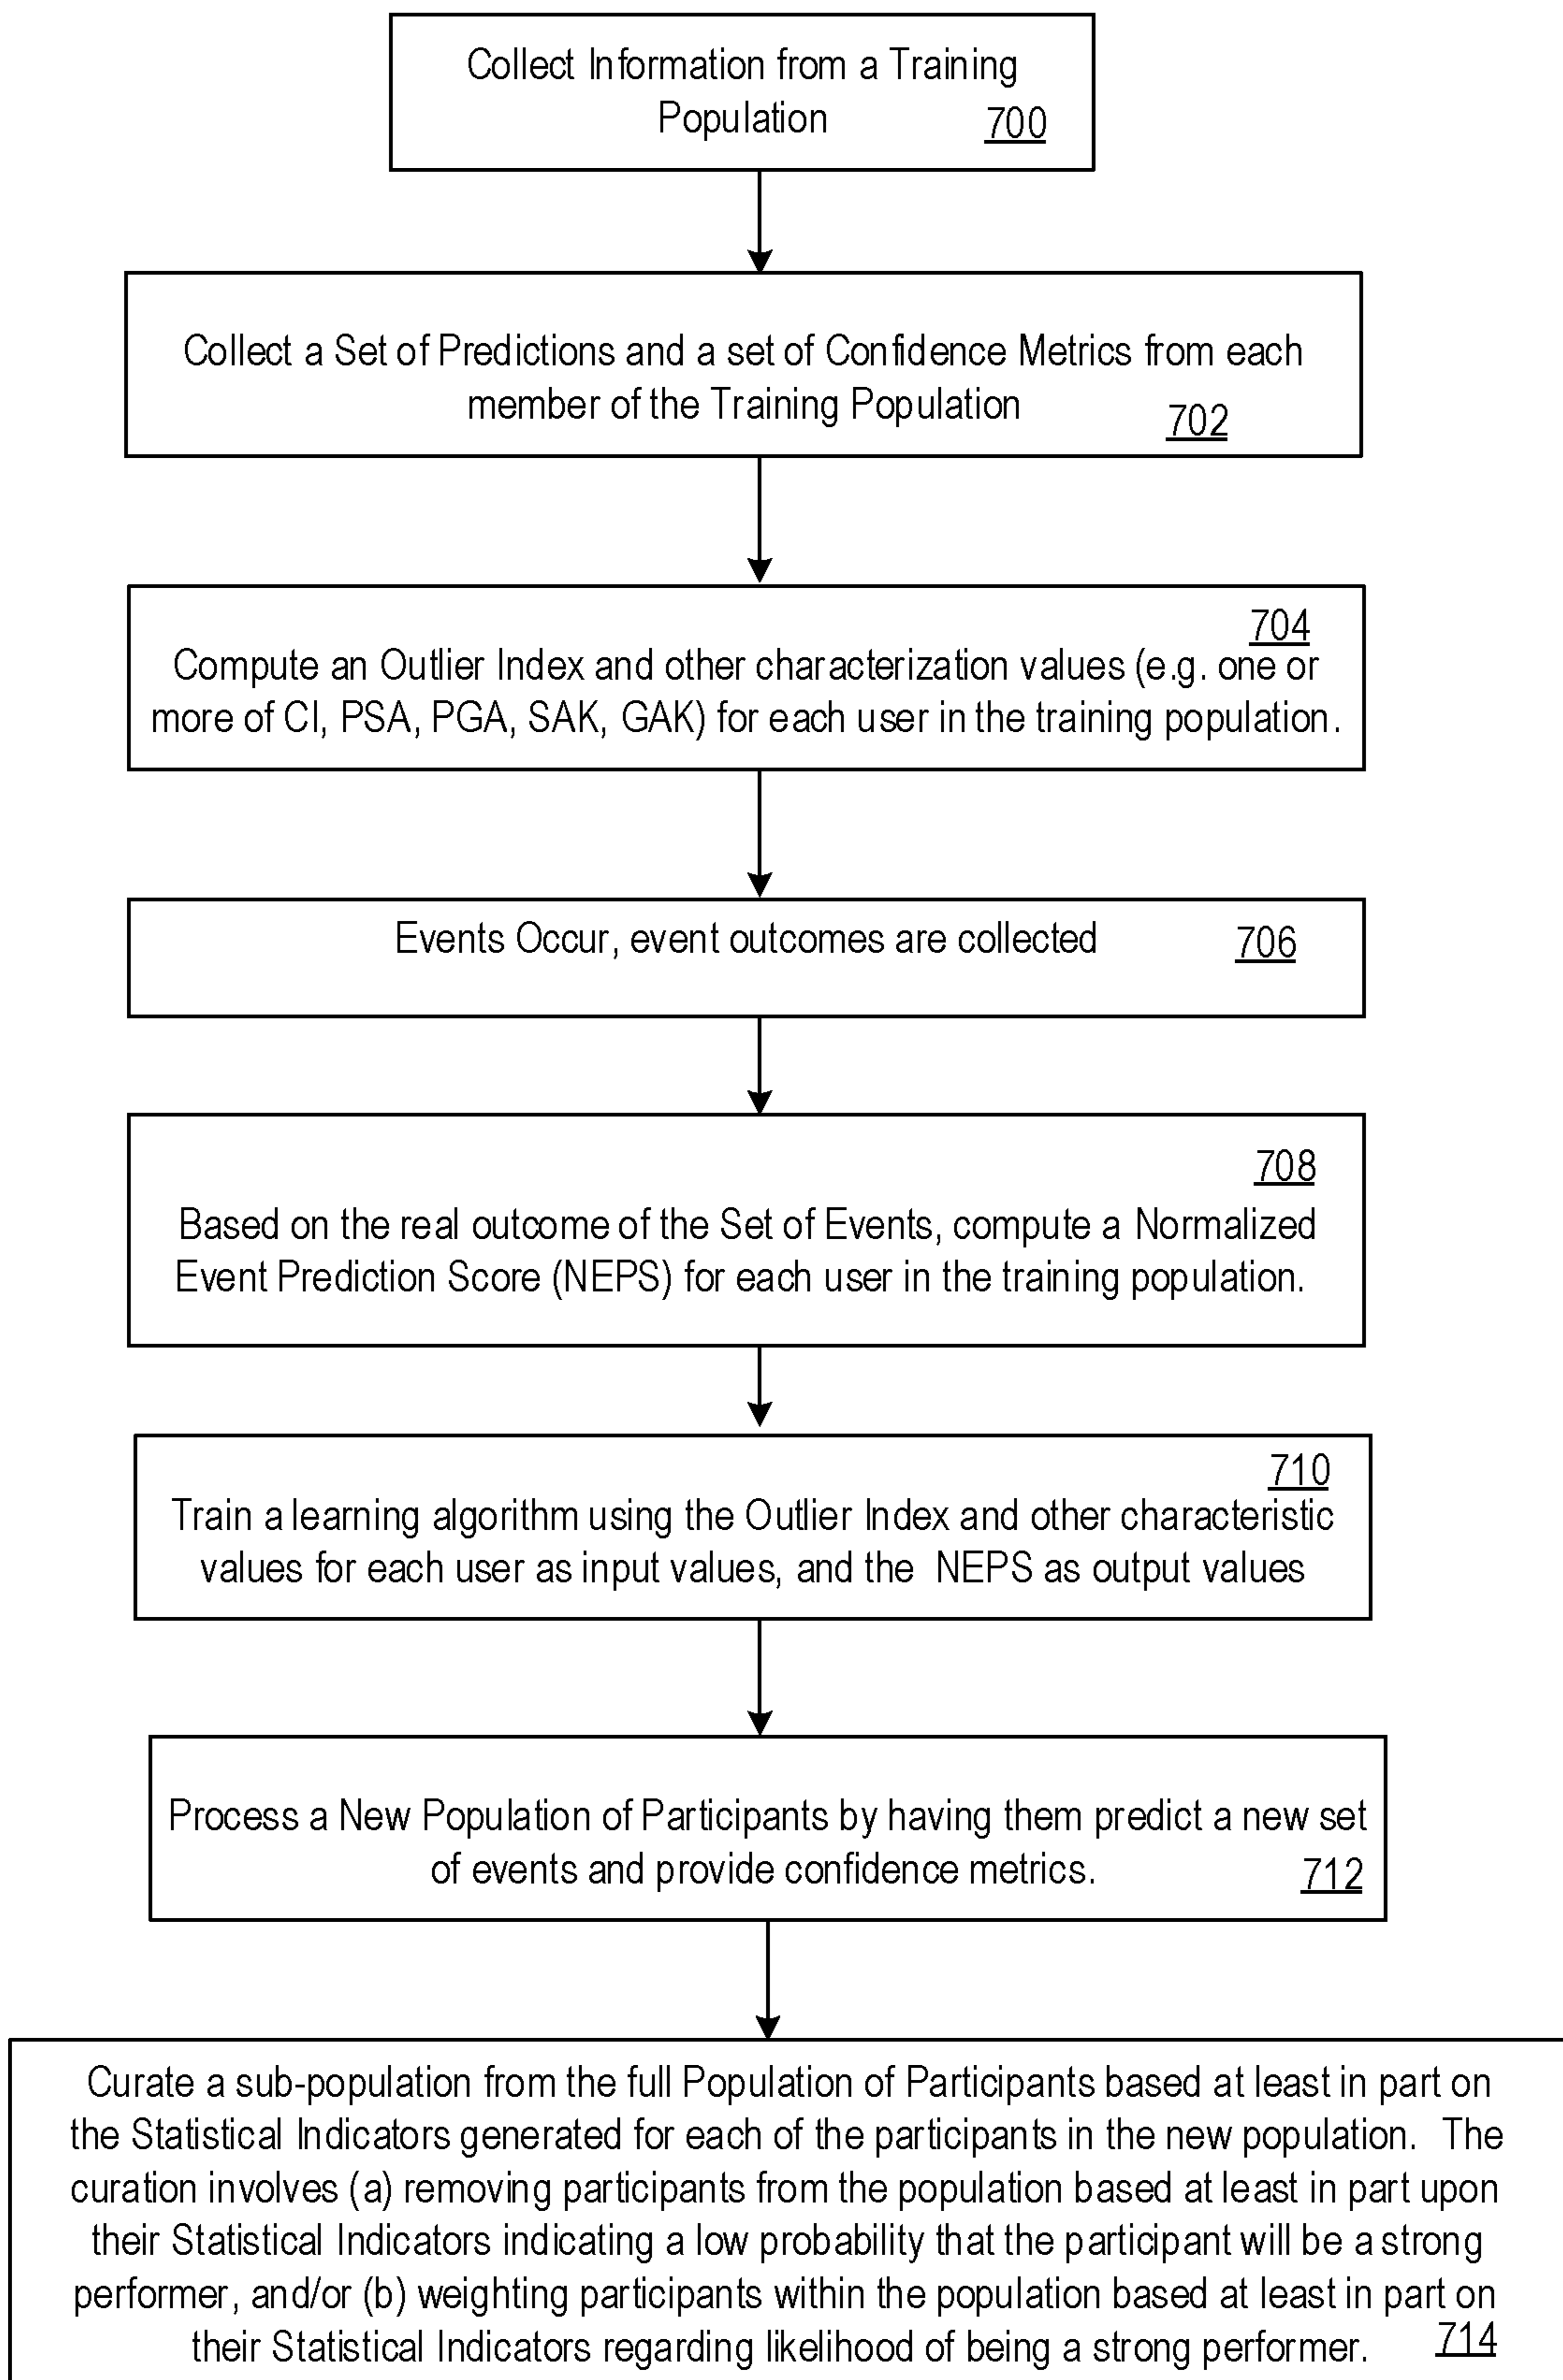 Collect Information from a Training
Population 700
Collect a Set of Predictions and a set of Confidence Metrics from each
member of the Training Population 702
704
Compute an Outlier Index and other characterization values (e.g. one or
more of CI, PSA, PGA, SAK, GAK) for each user in the training population.
Events Occur, event outcomes are collected 706
708
Based on the real outcome of the Set of Events, compute a Normalized
Event Prediction Score (NEPS) for each user in the training population.
710
Train a learning algorithm using the Outlier Index and other characteristic
values for each user as input values, and the NEPS as output values
Process a New Population of Participants by having them predict a new set
of events and provide confidence metrics. 712
Curate a sub-population from the full Population of Participants based at least in part on
the Statistical Indicators generated for each of the participants in the new population. The
curation involves (a) removing participants from the population based at least in part upon
their Statistical Indicators indicating a low probability that the participant will be a strong
performer, and/or (b) weighting participants within the population based at least in part on
their Statistical Indicators regarding likelihood of being a strong performer. 714